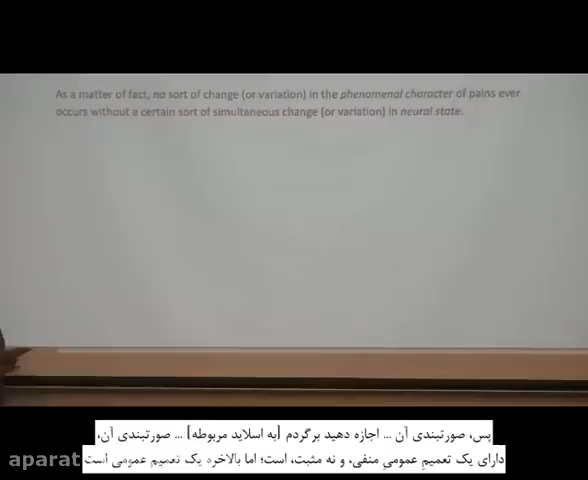 As a matter of fact, no sort of change (or variation) in the phenomenal character of pains ever
occurs without a certain sort of simultaneous change (or variation) in neural state.
پس، صورتبندی آن ... اجازه دهید برگردم [به اسلاید مربوطه] ... صورتبندی آن،
دارای یک تعمیمِ عمومیِ منفی، و نه مثبت، است؛ اما بالاخره یک تعمیم عمومی است
aparat